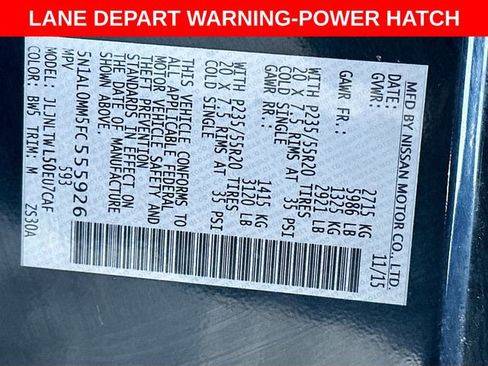 LANE DEPART WARNING-POWER HATCH
MFD BY NISSAN MOTOR CO., LTD.
DATE: 11/15
GVWR: 2715 KG
5986 LB
GAWR FR: 1325 KG
2921 LB
WITH P235/55R20 TIRES
20 X 7.5 RIMS AT 35 PSI
COLD SINGLE
GAWR RR: 1415 KG
3120 LB
WITH P235/55R20 TIRES
20 X 7.5 RIMS AT 35 PSI
COLD SINGLE
THIS VEHICLE CONFORMS TO
ALL APPLICABLE FEDERAL
MOTOR VEHICLE SAFETY AND
THEFT PREVENTION
STANDARDS IN EFFECT ON
THE DATE OF MANUFACTURE
SHOWN ABOVE.
5N1AL0MM5FC555926
MPV 593
JLJNLTWL50EU7CAF
COLOR: BW5 TRIM: M ZS30A